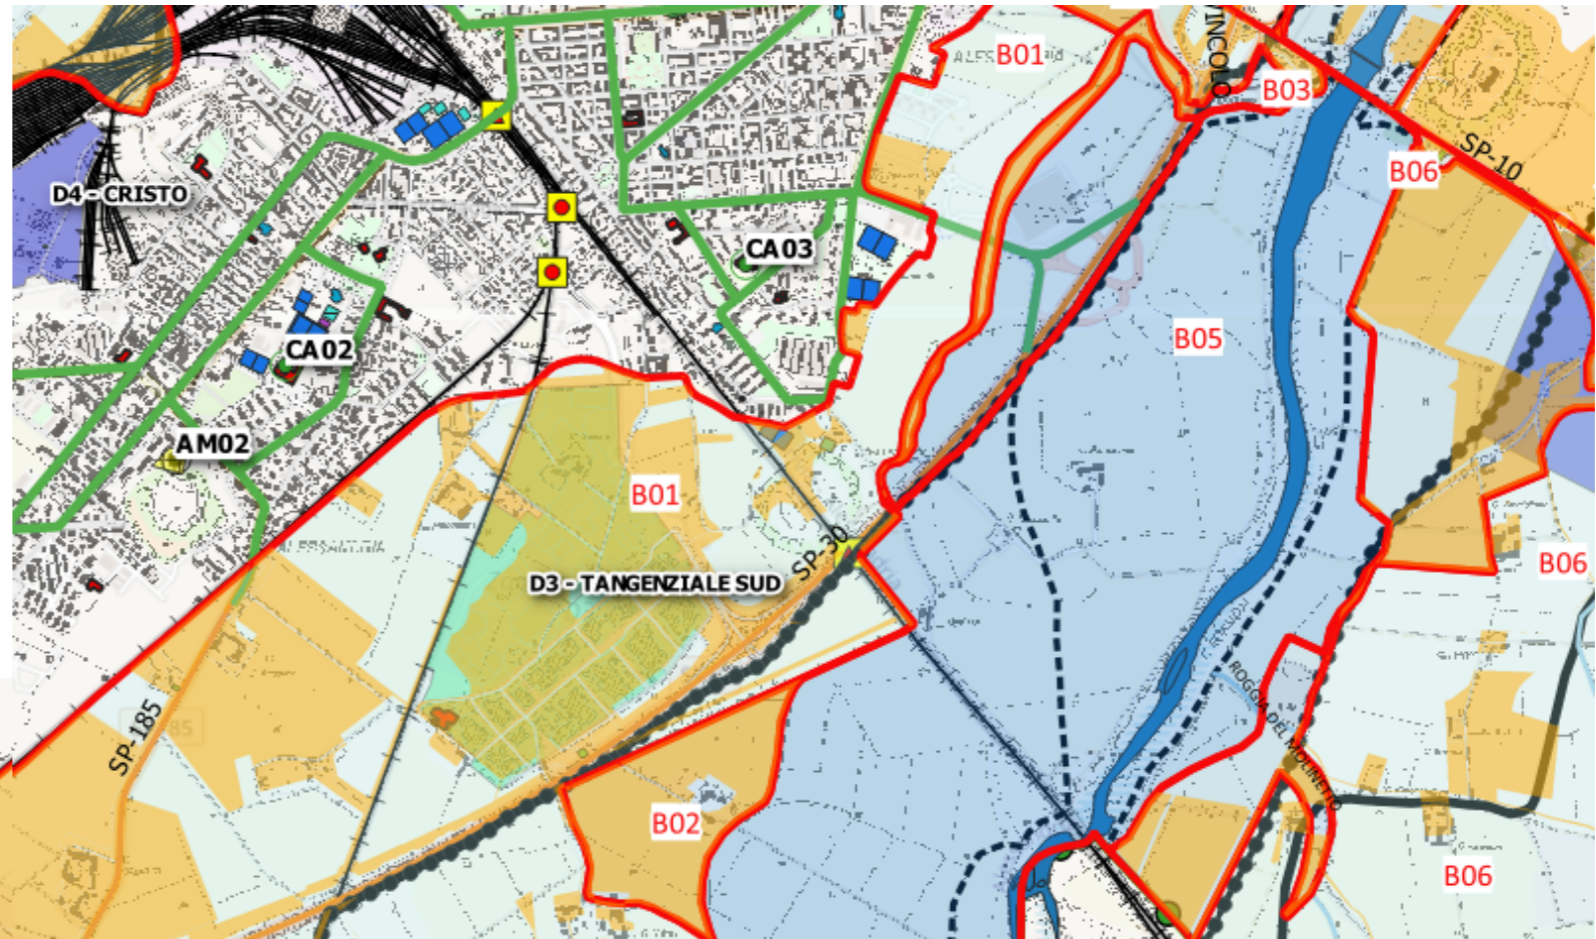 VINCOLO
B01
B03
SP-10
B06
D4 - CRISTO
CA03
B05
CA02
AM02
B01
SP-30
D3 - TANGENZIALE SUD
B06
ROGGIA DEL MOLINETTO
SP-185
B02
B06